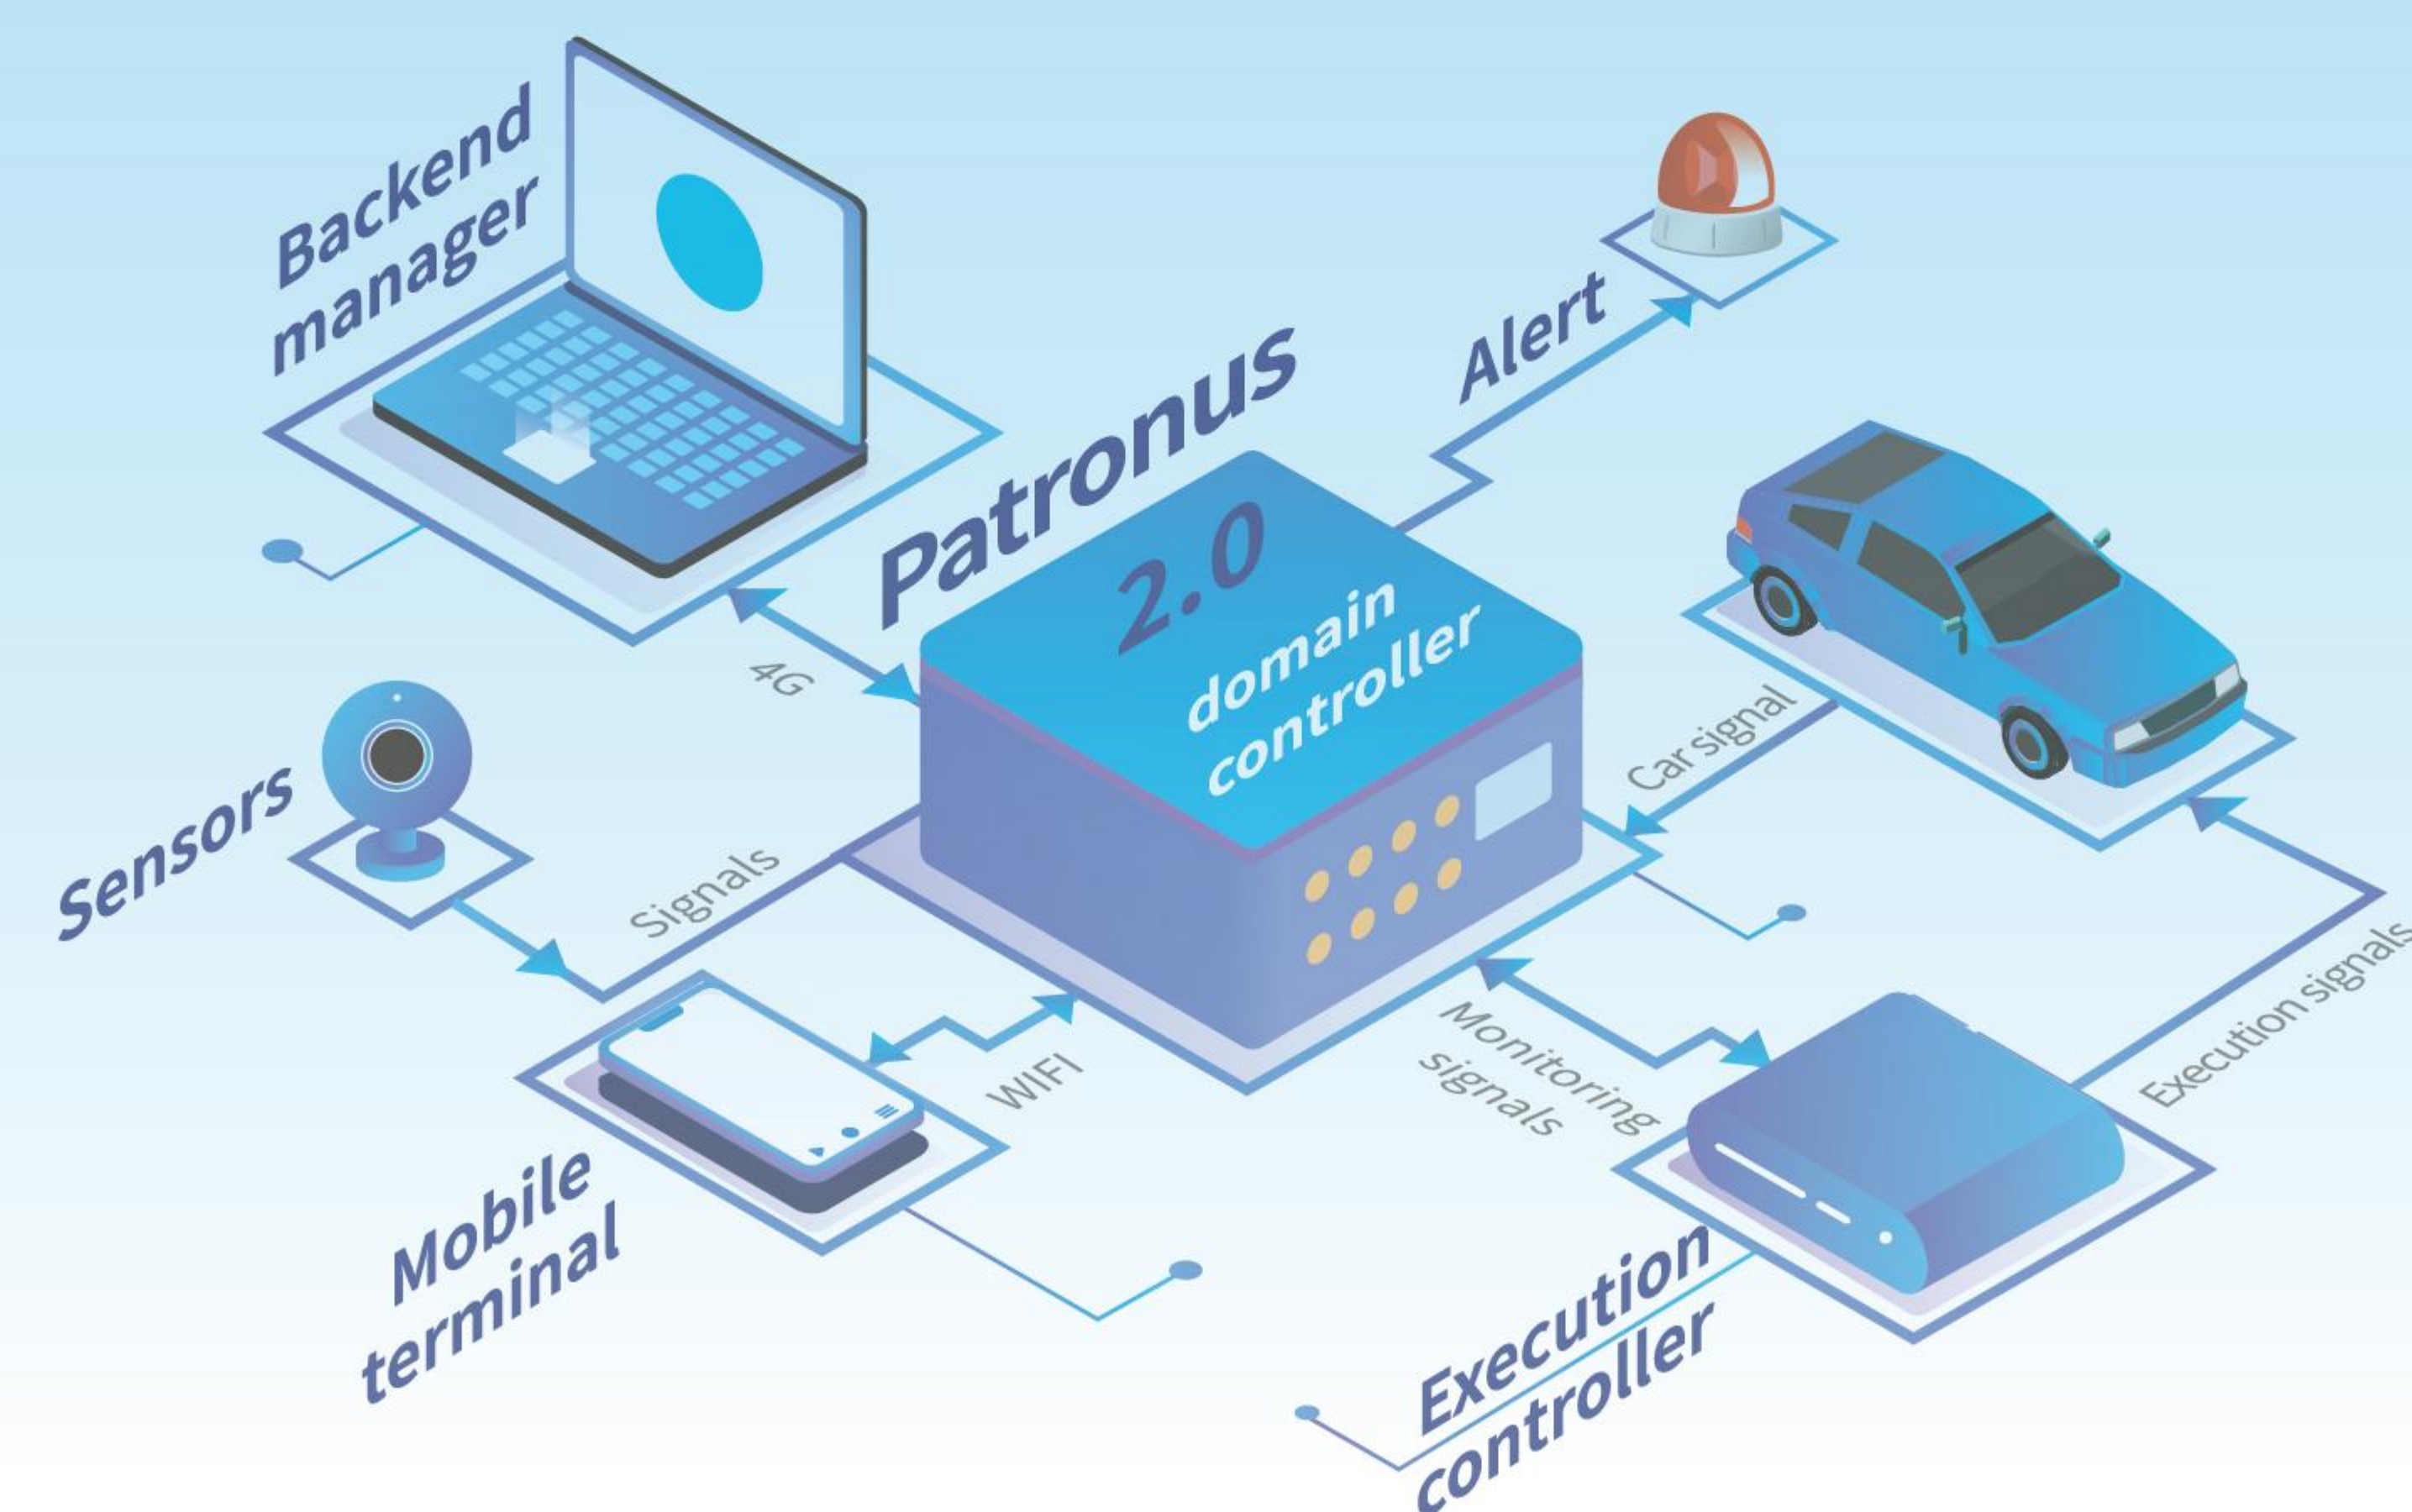 Backend
manager
Alert
Patronus
2.0
domain
controller
4G
Car signal
Sensors
Signals
WIFI
Monitoring
signals
Execution signals
Mobile
terminal
Execution
controller